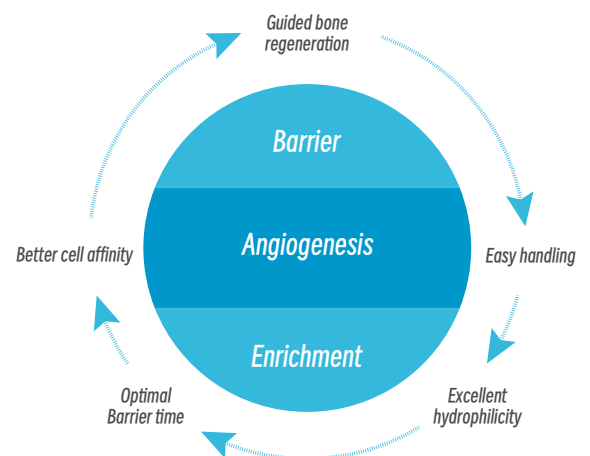 Guided bone
regeneration
Barrier
Angiogenesis
Better cell affinity
Easy handling
Enrichment
Optimal
Barrier time
Excellent
hydrophilicity